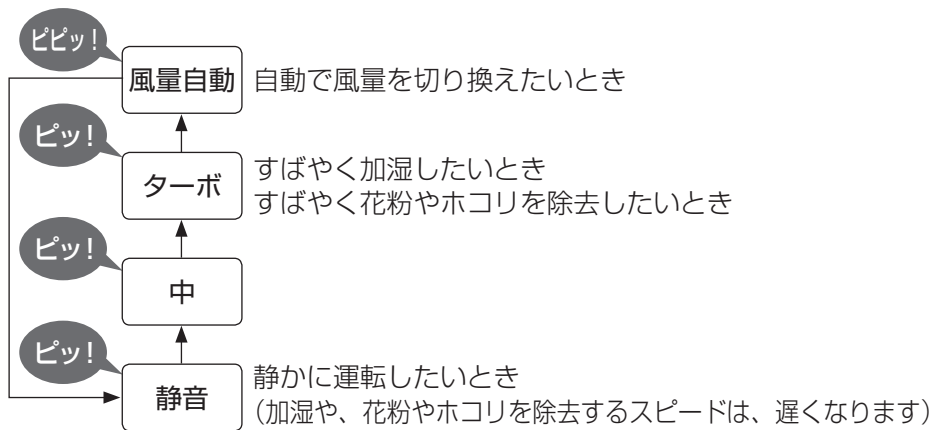 ピピッ!
風量自動
自動で風量を切り換えたいとき
ピッ!
ターボ
すばやく加湿したいとき
すばやく花粉やホコリを除去したいとき
ピッ!
中
ピッ!
静音
静かに運転したいとき
(加湿や、花粉やホコリを除去するスピードは、遅くなります)